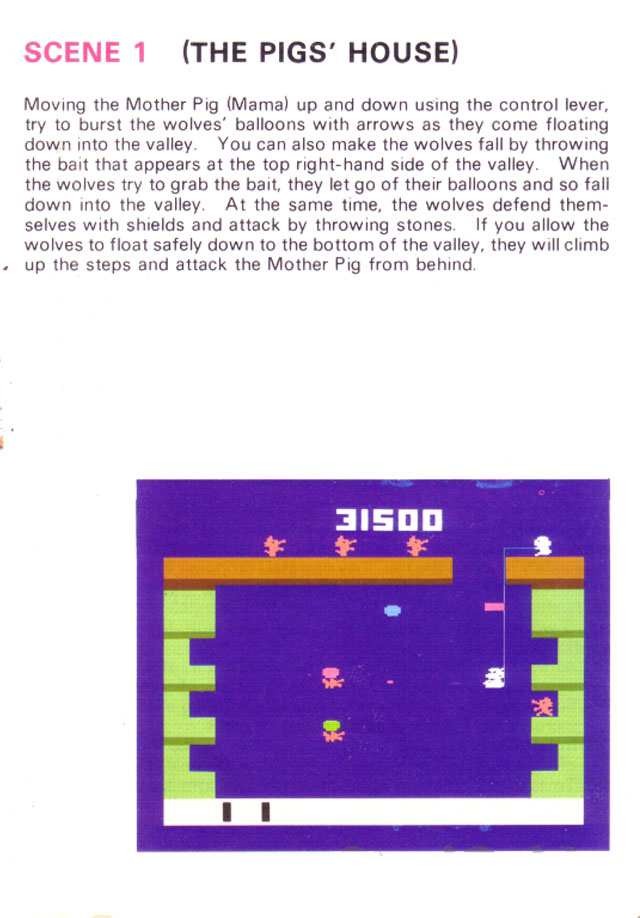 SCENE 1 (THE PIGS' HOUSE)
Moving the Mother Pig (Mama) up and down using the control lever,
try to burst the wolves' balloons with arrows as they come floating
down into the valley. You can also make the wolves fall by throwing
the bait that appears at the top right-hand side of the valley. When
the wolves try to grab the bait, they let go of their balloons and so fall
down into the valley. At the same time, the wolves defend them-
selves with shields and attack by throwing stones. If you allow the
wolves to float safely down to the bottom of the valley, they will climb
up the steps and attack the Mother Pig from behind.
31500